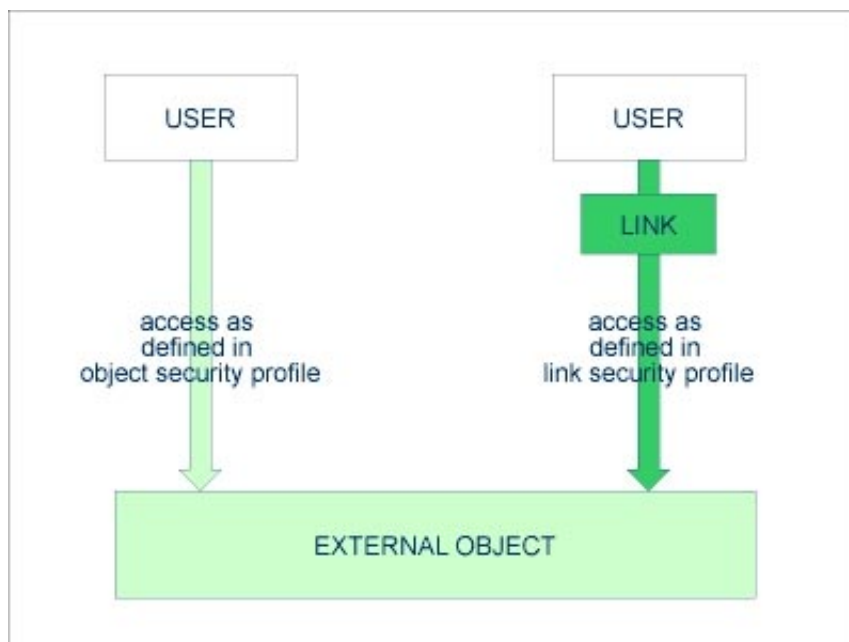 USER
USER
LINK
access as
defined in
object security profile
access as
defined in
link security profile
EXTERNAL OBJECT